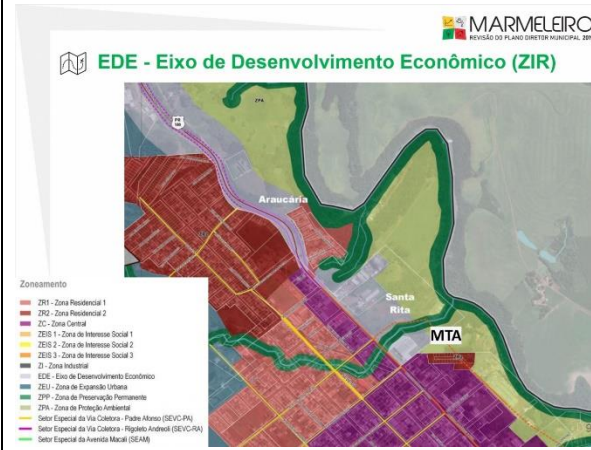 MARMELEIRO
REVISÃO DO PLANO DIRETOR MUNICIPAL
EDE - Eixo de Desenvolvimento Econômico (ZIR)
ZPA
PR
Araucária
Santa
Rita
MTA
Zoneamento
ZR1 - Zona Residencial 1
ZR2 - Zona Residencial 2
ZC - Zona Central
ZEIS 1 - Zona de Interesse Social 1
ZEIS 2 - Zona de Interesse Social 2
ZEIS 3 - Zona de Interesse Social 3
ZI - Zona Industrial
EDE - Eixo de Desenvolvimento Econômico
ZEU - Zona de Expansão Urbana
ZPP - Zona de Preservação Permanente
ZPA - Zona de Proteção Ambiental
Setor Especial da Via Coletora - Padre Afonso (SEVC-PA)
Setor Especial da Via Coletora - Rigoleto Andreoli (SEVC-RA)
Setor Especial da Avenida Macali (SEAM)